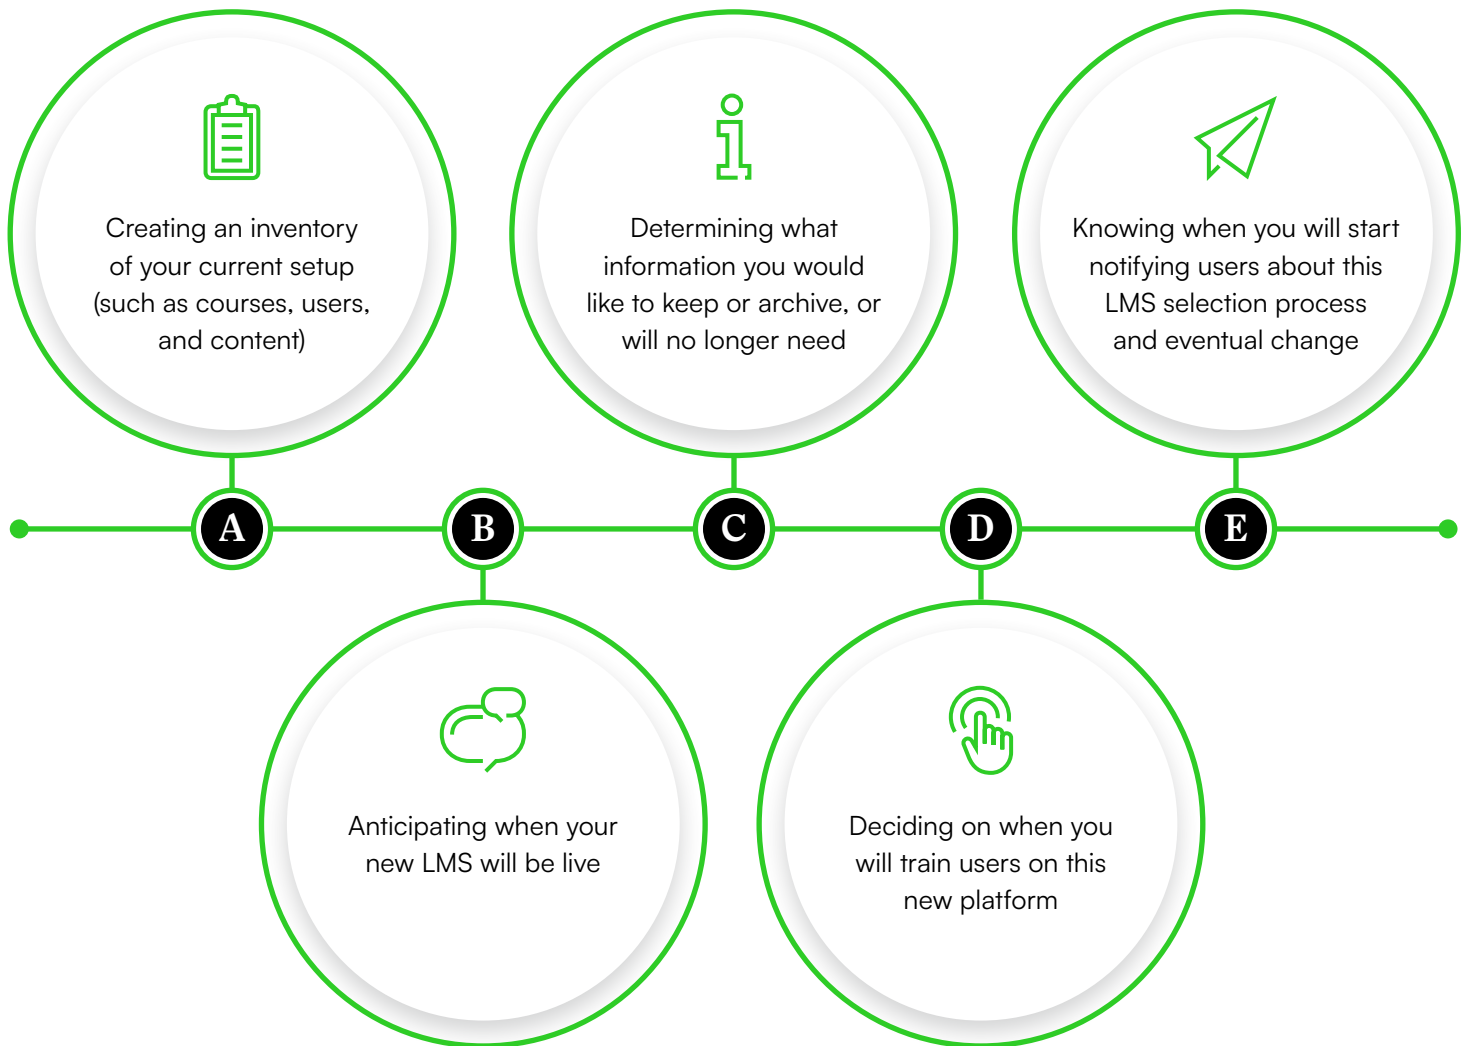 Creating an inventory
of your current setup
(such as courses, users,
and content)
Determining what
information you would
like to keep or archive, or
will no longer need
Knowing when you will start
notifying users about this
LMS selection process
and eventual change
A
B
C
D
E
Anticipating when your
new LMS will be live
Deciding on when you
will train users on this
new platform